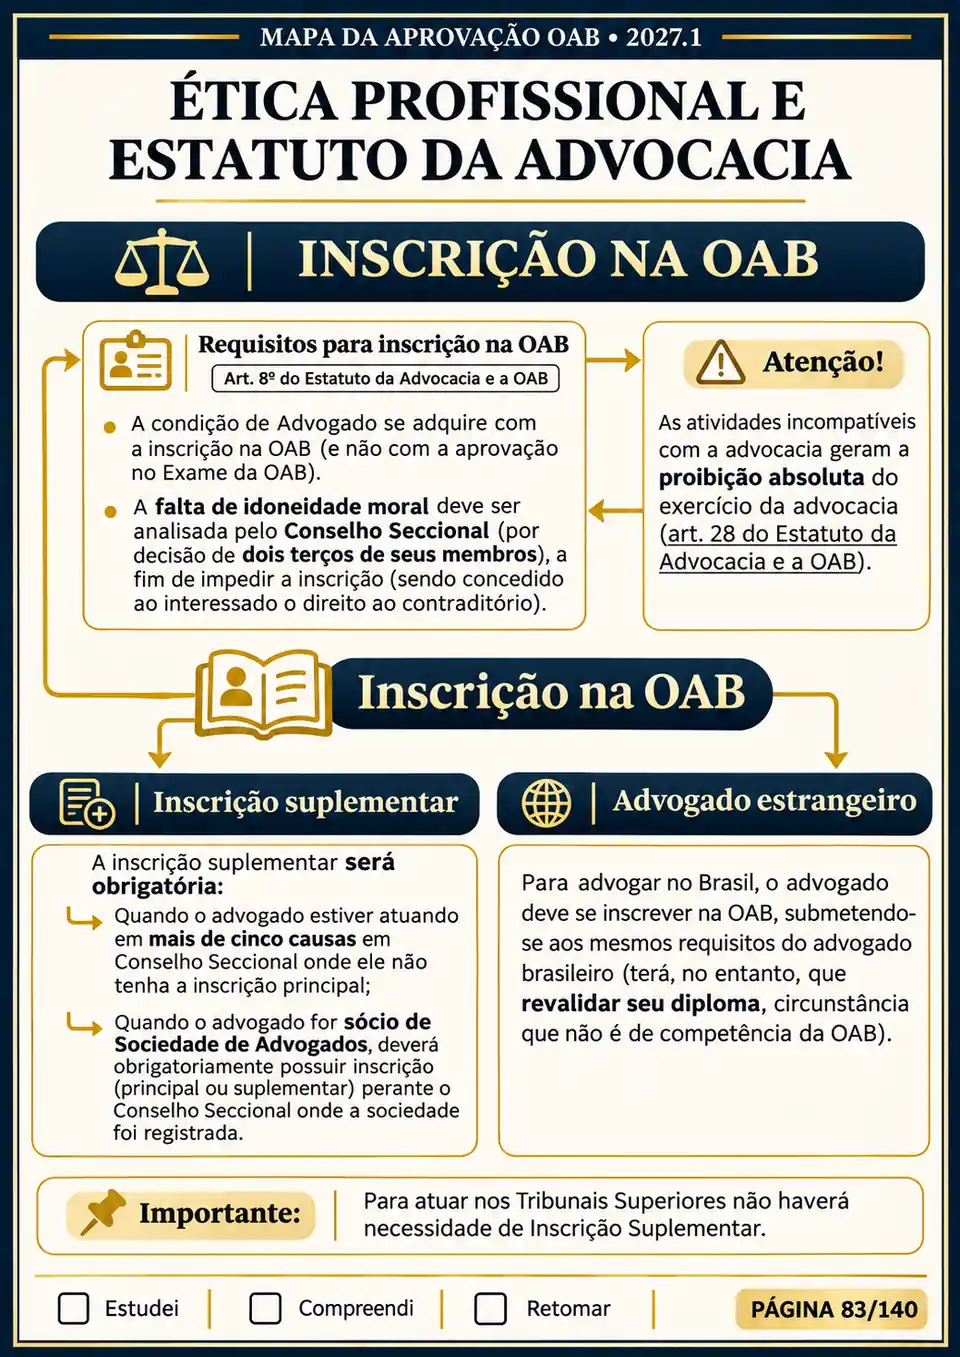 MAPA DA APROVAÇÃO OAB • 2027.1
ÉTICA PROFISSIONAL E
ESTATUTO DA ADVOCACIA
INSCRIÇÃO NA OAB
Requisitos para inscrição na OAB
Art. 8º do Estatuto da Advocacia e a OAB
A condição de Advogado se adquire com
a inscrição na OAB (e não com a aprovação
no Exame da OAB).
A falta de idoneidade moral deve ser
analisada pelo Conselho Seccional (por
decisão de dois terços de seus membros), a
fim de impedir a inscrição (sendo concedido
ao interessado o direito ao contraditório).
Atenção!
As atividades incompatíveis
com a advocacia geram a
proibição absoluta do
exercício da advocacia
(art. 28 do Estatuto da
Advocacia e a OAB).
Inscrição na OAB
Inscrição suplementar
A inscrição suplementar será
obrigatória:
Quando o advogado estiver atuando
em mais de cinco causas em
Conselho Seccional onde ele não
tenha a inscrição principal;
Quando o advogado for sócio de
Sociedade de Advogados, deverá
obrigatoriamente possuir inscrição
(principal ou suplementar) perante o
Conselho Seccional onde a sociedade
foi registrada.
Advogado estrangeiro
Para advogar no Brasil, o advogado
deve se inscrever na OAB, submetendo-
se aos mesmos requisitos do advogado
brasileiro (terá, no entanto, que
revalidar seu diploma, circunstância
que não é de competência da OAB).
Importante:
Para atuar nos Tribunais Superiores não haverá
necessidade de Inscrição Suplementar.
Estudei
Compreendi
Retomar
PÁGINA 83/140